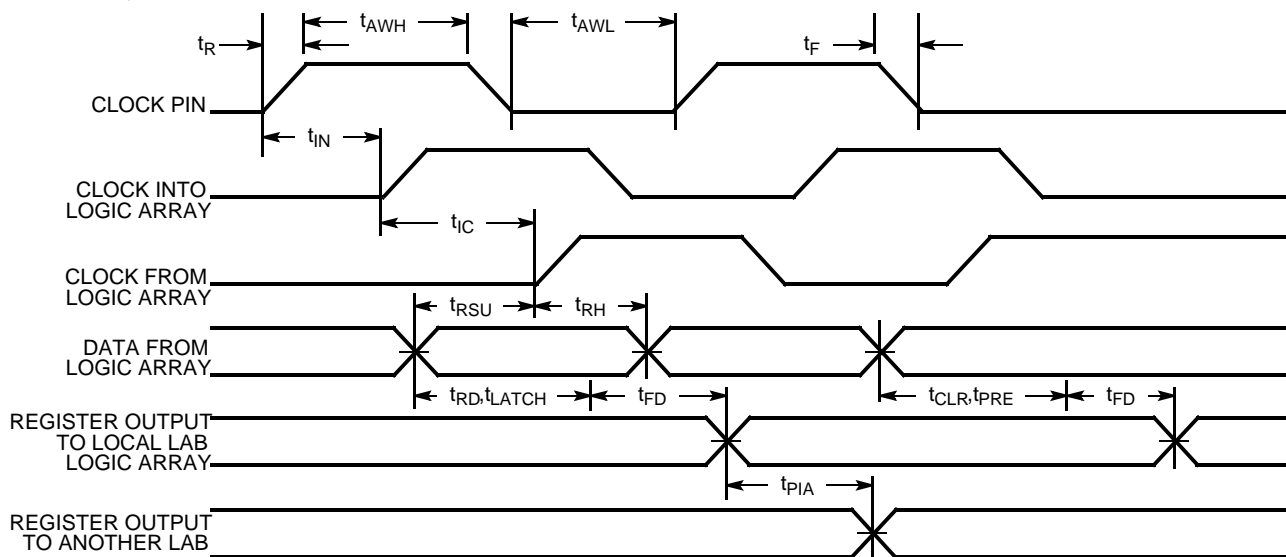 tAWH tAWL
tR tF
CLOCK PIN
tIN
CLOCK INTO
LOGIC ARRAY
tIC
CLOCK FROM
LOGIC ARRAY
tRSU tRH
DATA FROM
LOGIC ARRAY
tRD,tLATCH tFD tCLR,tPRE tFD
REGISTER OUTPUT
TO LOCAL LAB
LOGIC ARRAY
tPIA
REGISTER OUTPUT
TO ANOTHER LAB